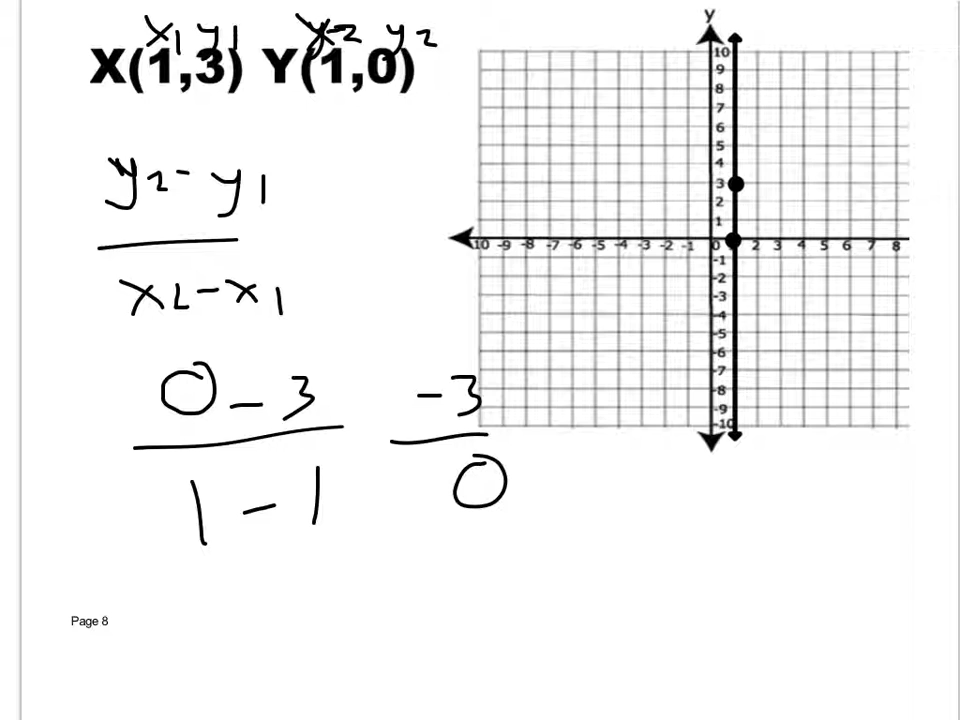 x1 y1 x2 y2
X(1,3) Y(1,0)
y2 - y1
x2 - x1
0 - 3
1 - 1
-3
0
y
10
9
8
7
6
5
4
3
2
1
10 -9 -8 -7 -6 -5 -4 -3 -2 -1 0 2 3 4 5 6 7 8
-1
-2
-3
-4
-5
-6
-7
-8
-9
-10
Page 8